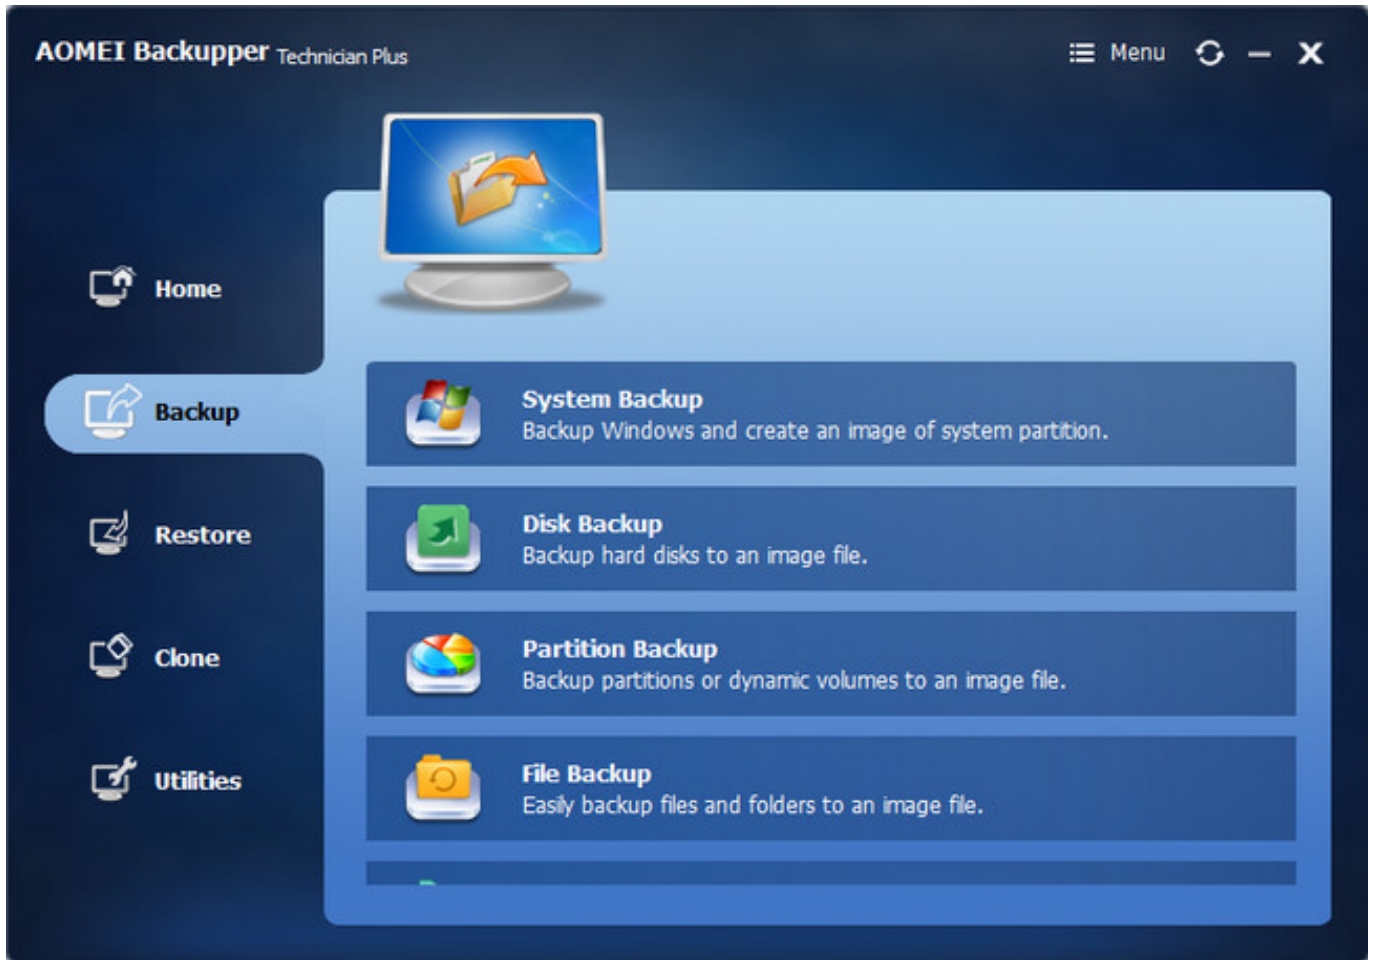 AOMEI Backupper Technician Plus
Menu
Home
Backup
Restore
Clone
Utilities
System Backup
Backup Windows and create an image of system partition.
Disk Backup
Backup hard disks to an image file.
Partition Backup
Backup partitions or dynamic volumes to an image file.
File Backup
Easily backup files and folders to an image file.